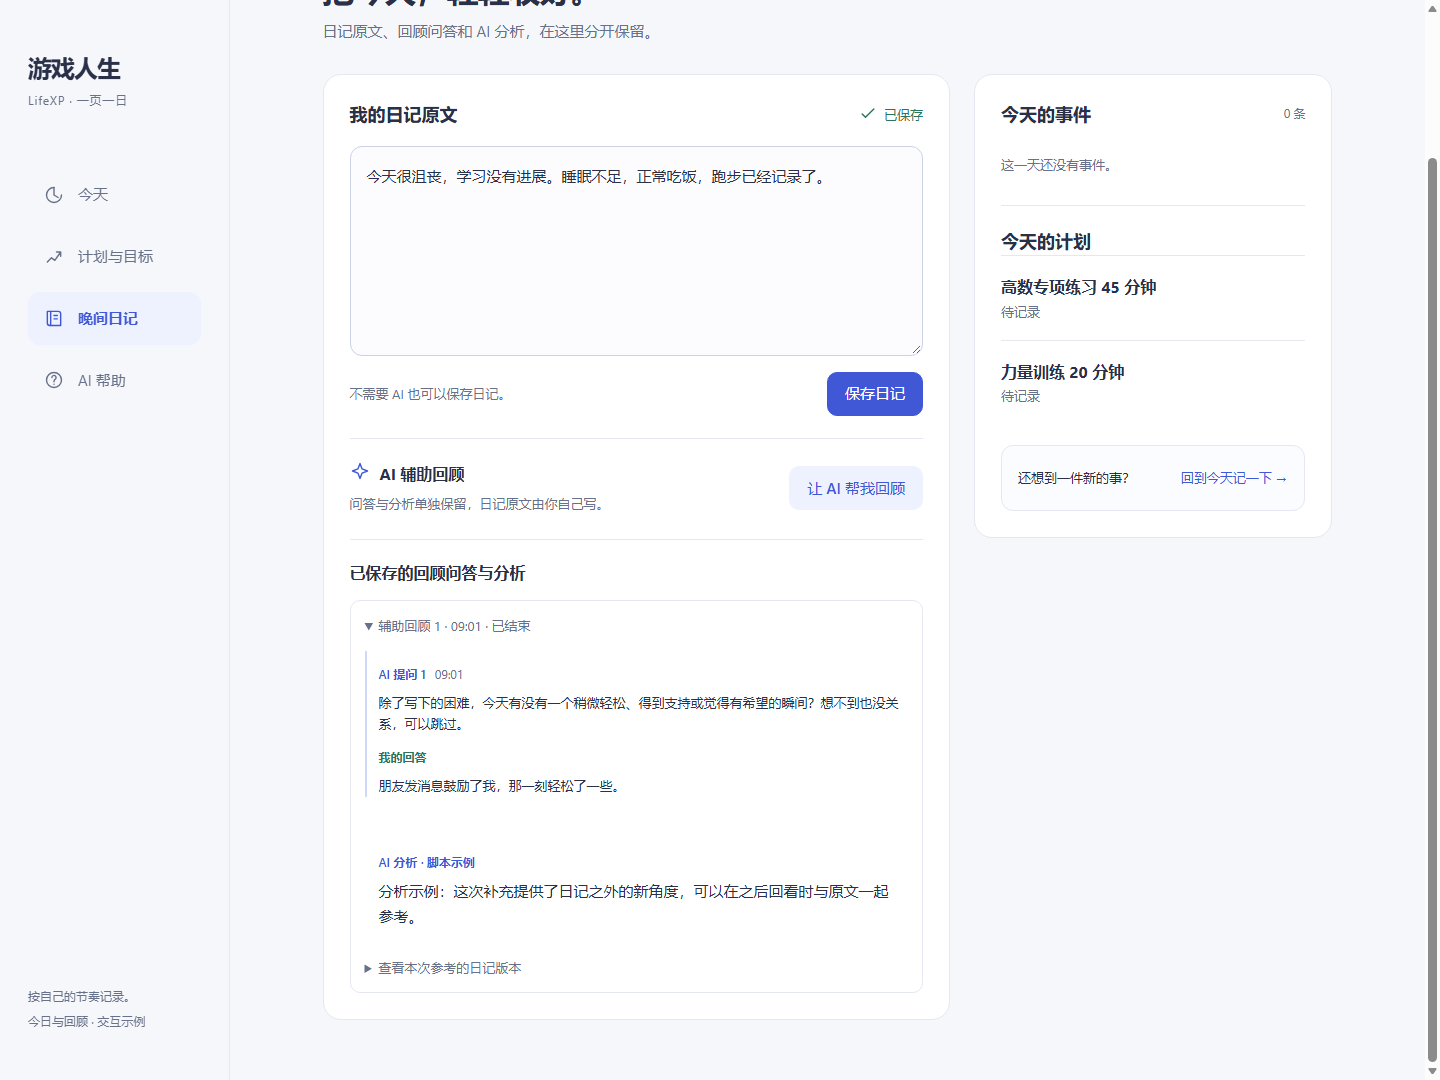 游戏人生
LifeXP · 一页一日
今天
计划与目标
晚间日记
AI 帮助
按自己的节奏记录。
今日与回顾 · 交互示例
日记原文、回顾问答和 AI 分析，在这里分开保留。
我的日记原文
已保存
今天很沮丧，学习没有进展。睡眠不足，正常吃饭，跑步已经记录了。
不需要 AI 也可以保存日记。
保存日记
AI 辅助回顾
问答与分析单独保留，日记原文由你自己写。
让 AI 帮我回顾
已保存的回顾问答与分析
辅助回顾 1 · 09:01 · 已结束
AI 提问 1 09:01
除了写下的困难，今天有没有一个稍微轻松、得到支持或觉得有希望的瞬间？想不到也没关
系，可以跳过。
我的回答
朋友发消息鼓励了我，那一刻轻松了一些。
AI 分析 · 脚本示例
分析示例：这次补充提供了日记之外的新角度，可以在之后回看时与原文一起
参考。
查看本次参考的日记版本
今天的事件
0 条
这一天还没有事件。
今天的计划
高数专项练习 45 分钟
待记录
力量训练 20 分钟
待记录
还想到一件新的事？
回到今天记一下 →